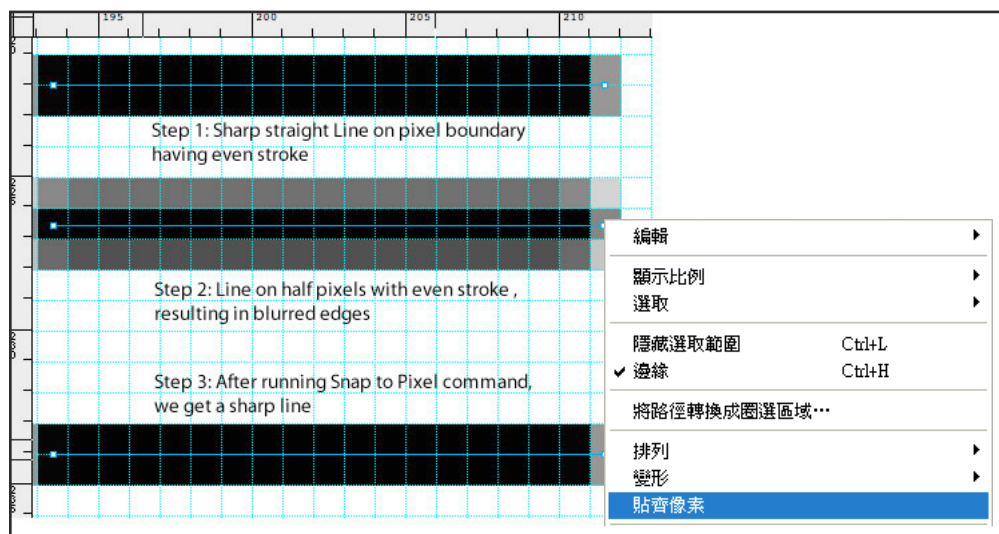 195 200 205 210
Step 1: Sharp straight Line on pixel boundary
having even stroke
Step 2: Line on half pixels with even stroke ,
resulting in blurred edges
Step 3: After running Snap to Pixel command,
we get a sharp line
編輯
顯示比例
選取
隱藏選取範圍 Ctrl+L
邊緣 Ctrl+H
將路徑轉換成圈選區域⋯
排列
變形
貼齊像素